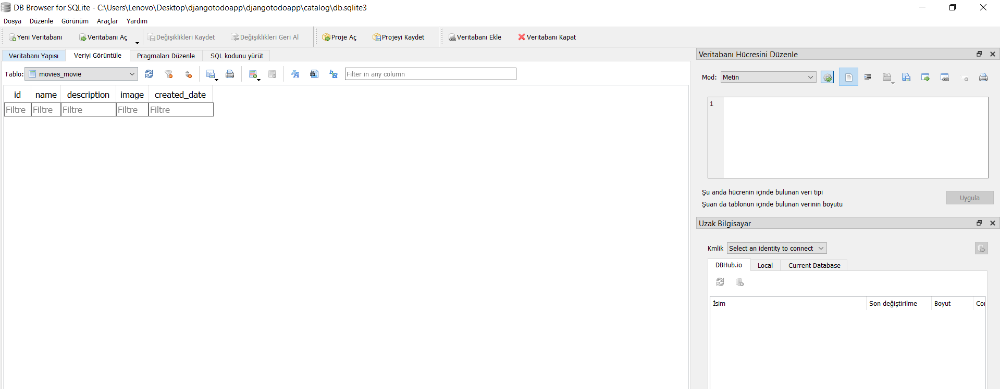 DB Browser for SQLite - C:\Users\Lenovo\Desktop\djangotodoapp\djangotodoapp\catalog\db.sqlite3
Dosya Düzenle Görünüm Araçlar Yardım
Yeni Veritabanı Veritabanı Aç Değişiklikleri Kaydet Değişiklikleri Geri Al Proje Aç Projeyi Kaydet Veritabanı Ekle Veritabanı Kapat
Veritabanı Yapısı Veriyi Görüntüle Pragmaları Düzenle SQL kodunu yürüt
Tablo: movies_movie Filter in any column
id name description image created_date
Filtre Filtre Filtre Filtre Filtre
Veritabanı Hücresini Düzenle
Mod: Metin
1
Şu anda hücrenin içinde bulunan veri tipi
Şuan da tablonun içinde bulunan verinin boyutu
Uygula
Uzak Bilgisayar
Kmlik Select an identity to connect
DBHub.io Local Current Database
İsim Son değiştirilme Boyut Co